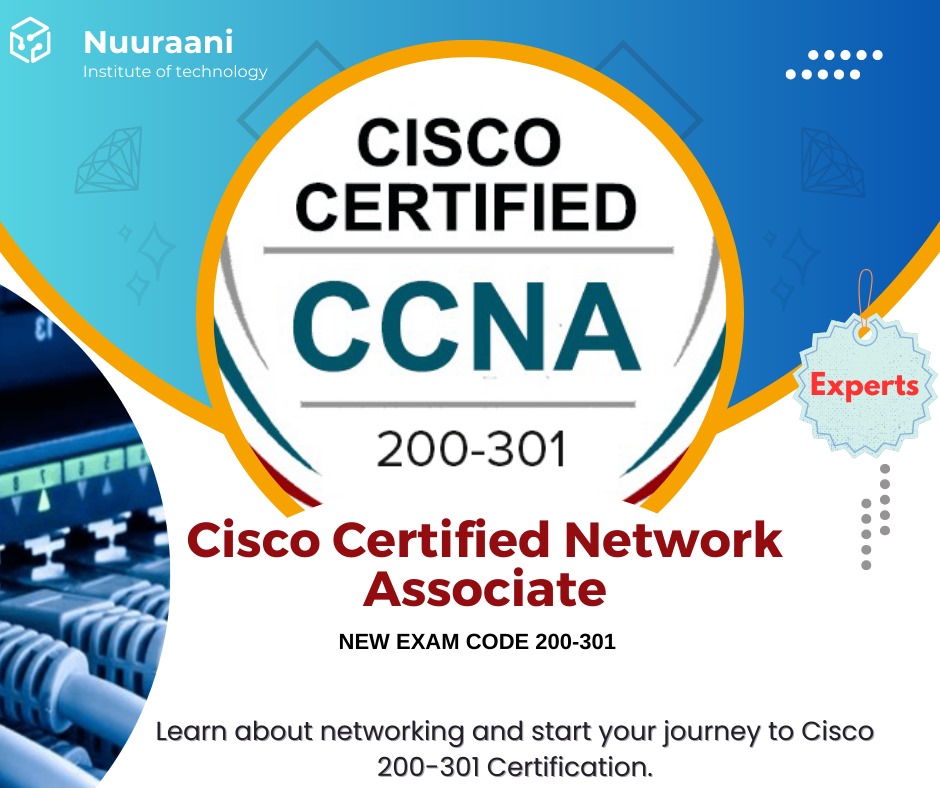 Nuuraani
Institute of technology
CISCO
CERTIFIED
CCNA
200-301
Experts
Cisco Certified Network
Associate
NEW EXAM CODE 200-301
Learn about networking and start your journey to Cisco
200-301 Certification.